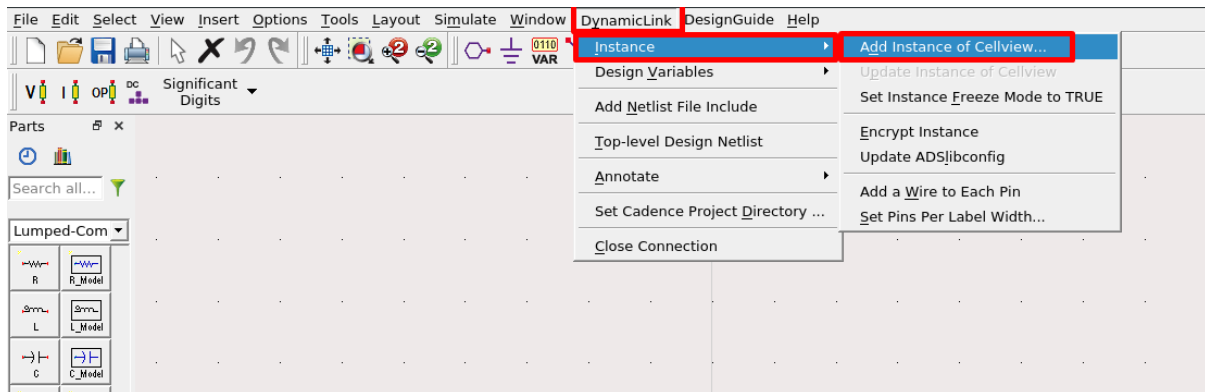 File Edit Select View Insert Options Tools Layout Simulate Window DynamicLink DesignGuide Help
0110
VAR
V I OP DC
Significant
Digits
Parts
Search all...
Lumped-Com
R R_Model
L L_Model
C C_Model
Instance
Design Variables
Add Netlist File Include
Top-level Design Netlist
Annotate
Set Cadence Project Directory ...
Close Connection
Add Instance of Cellview...
Update Instance of Cellview
Set Instance Freeze Mode to TRUE
Encrypt Instance
Update ADSlibconfig
Add a Wire to Each Pin
Set Pins Per Label Width...